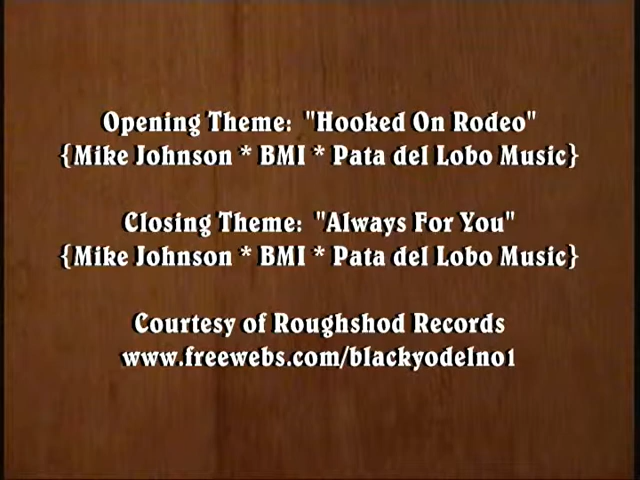 Opening Theme: "Hooked On Rodeo"
{Mike Johnson * BMI * Pata del Lobo Music}
Closing Theme: "Always For You"
{Mike Johnson * BMI * Pata del Lobo Music}
Courtesy of Roughshod Records
www.freewebs.com/blackyodelno1